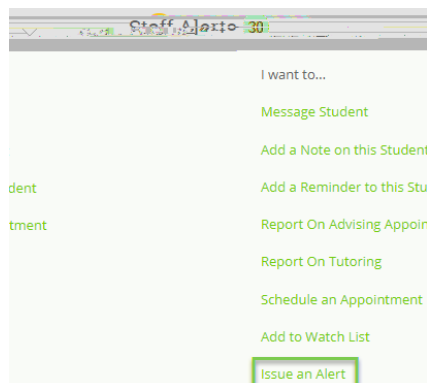 Staff Alerts 30
I want to...
Message Student
Add a Note on this Student
dent
Add a Reminder to this Stu
tment
Report On Advising Appoin
Report On Tutoring
Schedule an Appointment
Add to Watch List
Issue an Alert